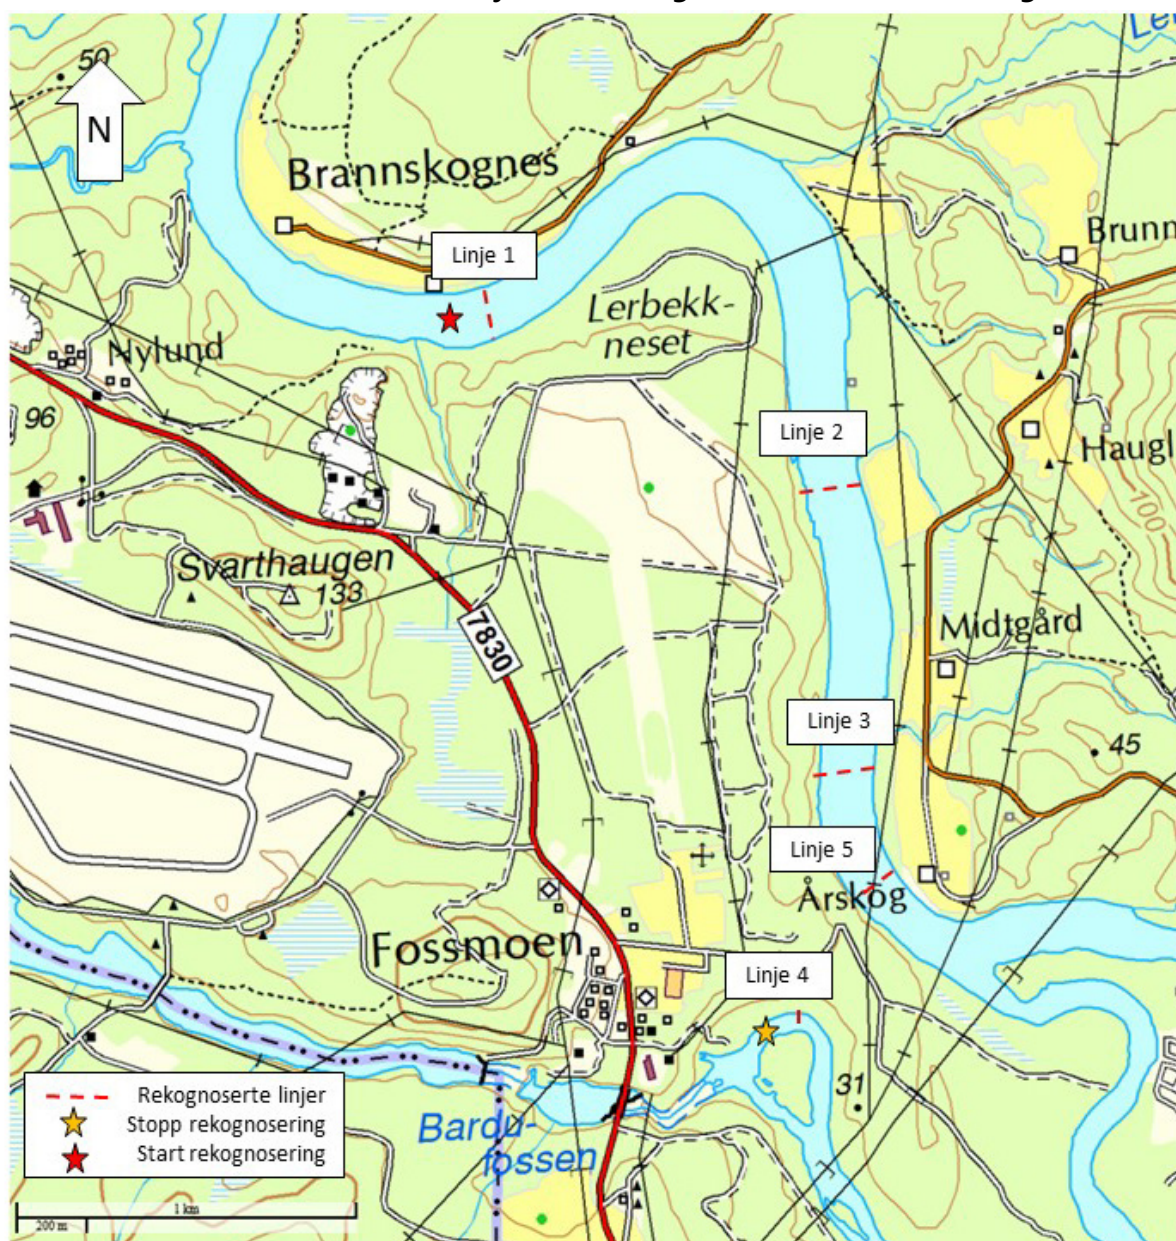 50
N
Brannskognes
Linje 1
Lerbekk-
neset
Nylund
96
Linje 2
Haugl
100
Svarthaugen
133
7830
Midtgård
Linje 3
45
Linje 5
Årskog
Fossmoen
Linje 4
31
Bardu-
fossen
Rekognoserte linjer
Stopp rekognosering
Start rekognosering
1 km
200 m